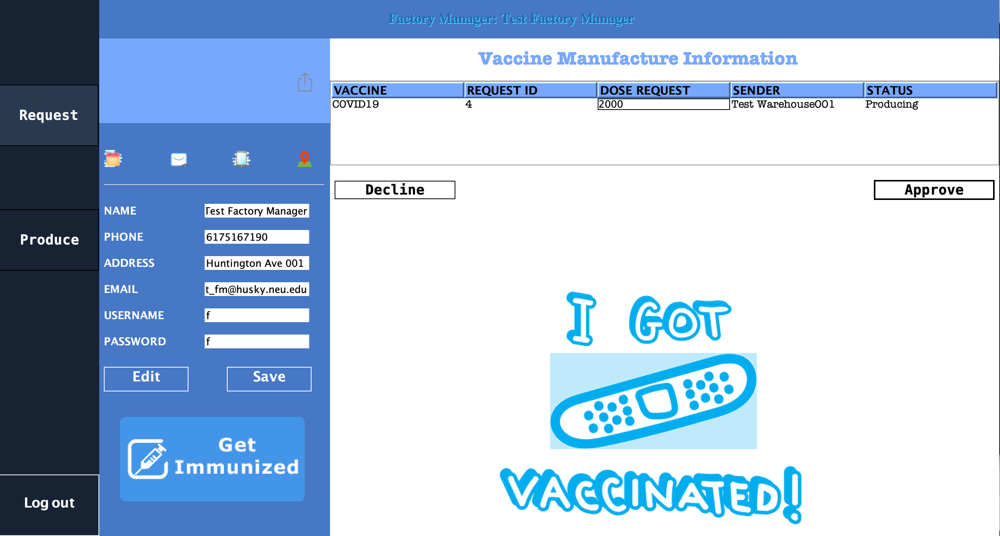 Factory Manager: Test Factory Manager
Request
Produce
Log out
NAME Test Factory Manager
PHONE 6175167190
ADDRESS Huntington Ave 001
EMAIL t_fm@husky.neu.edu
USERNAME f
PASSWORD f
Edit Save
Get
Immunized
Vaccine Manufacture Information
VACCINE REQUEST ID DOSE REQUEST SENDER STATUS
COVID19 4 2000 Test Warehouse001 Producing
Decline Approve
I GOT
VACCINATED!